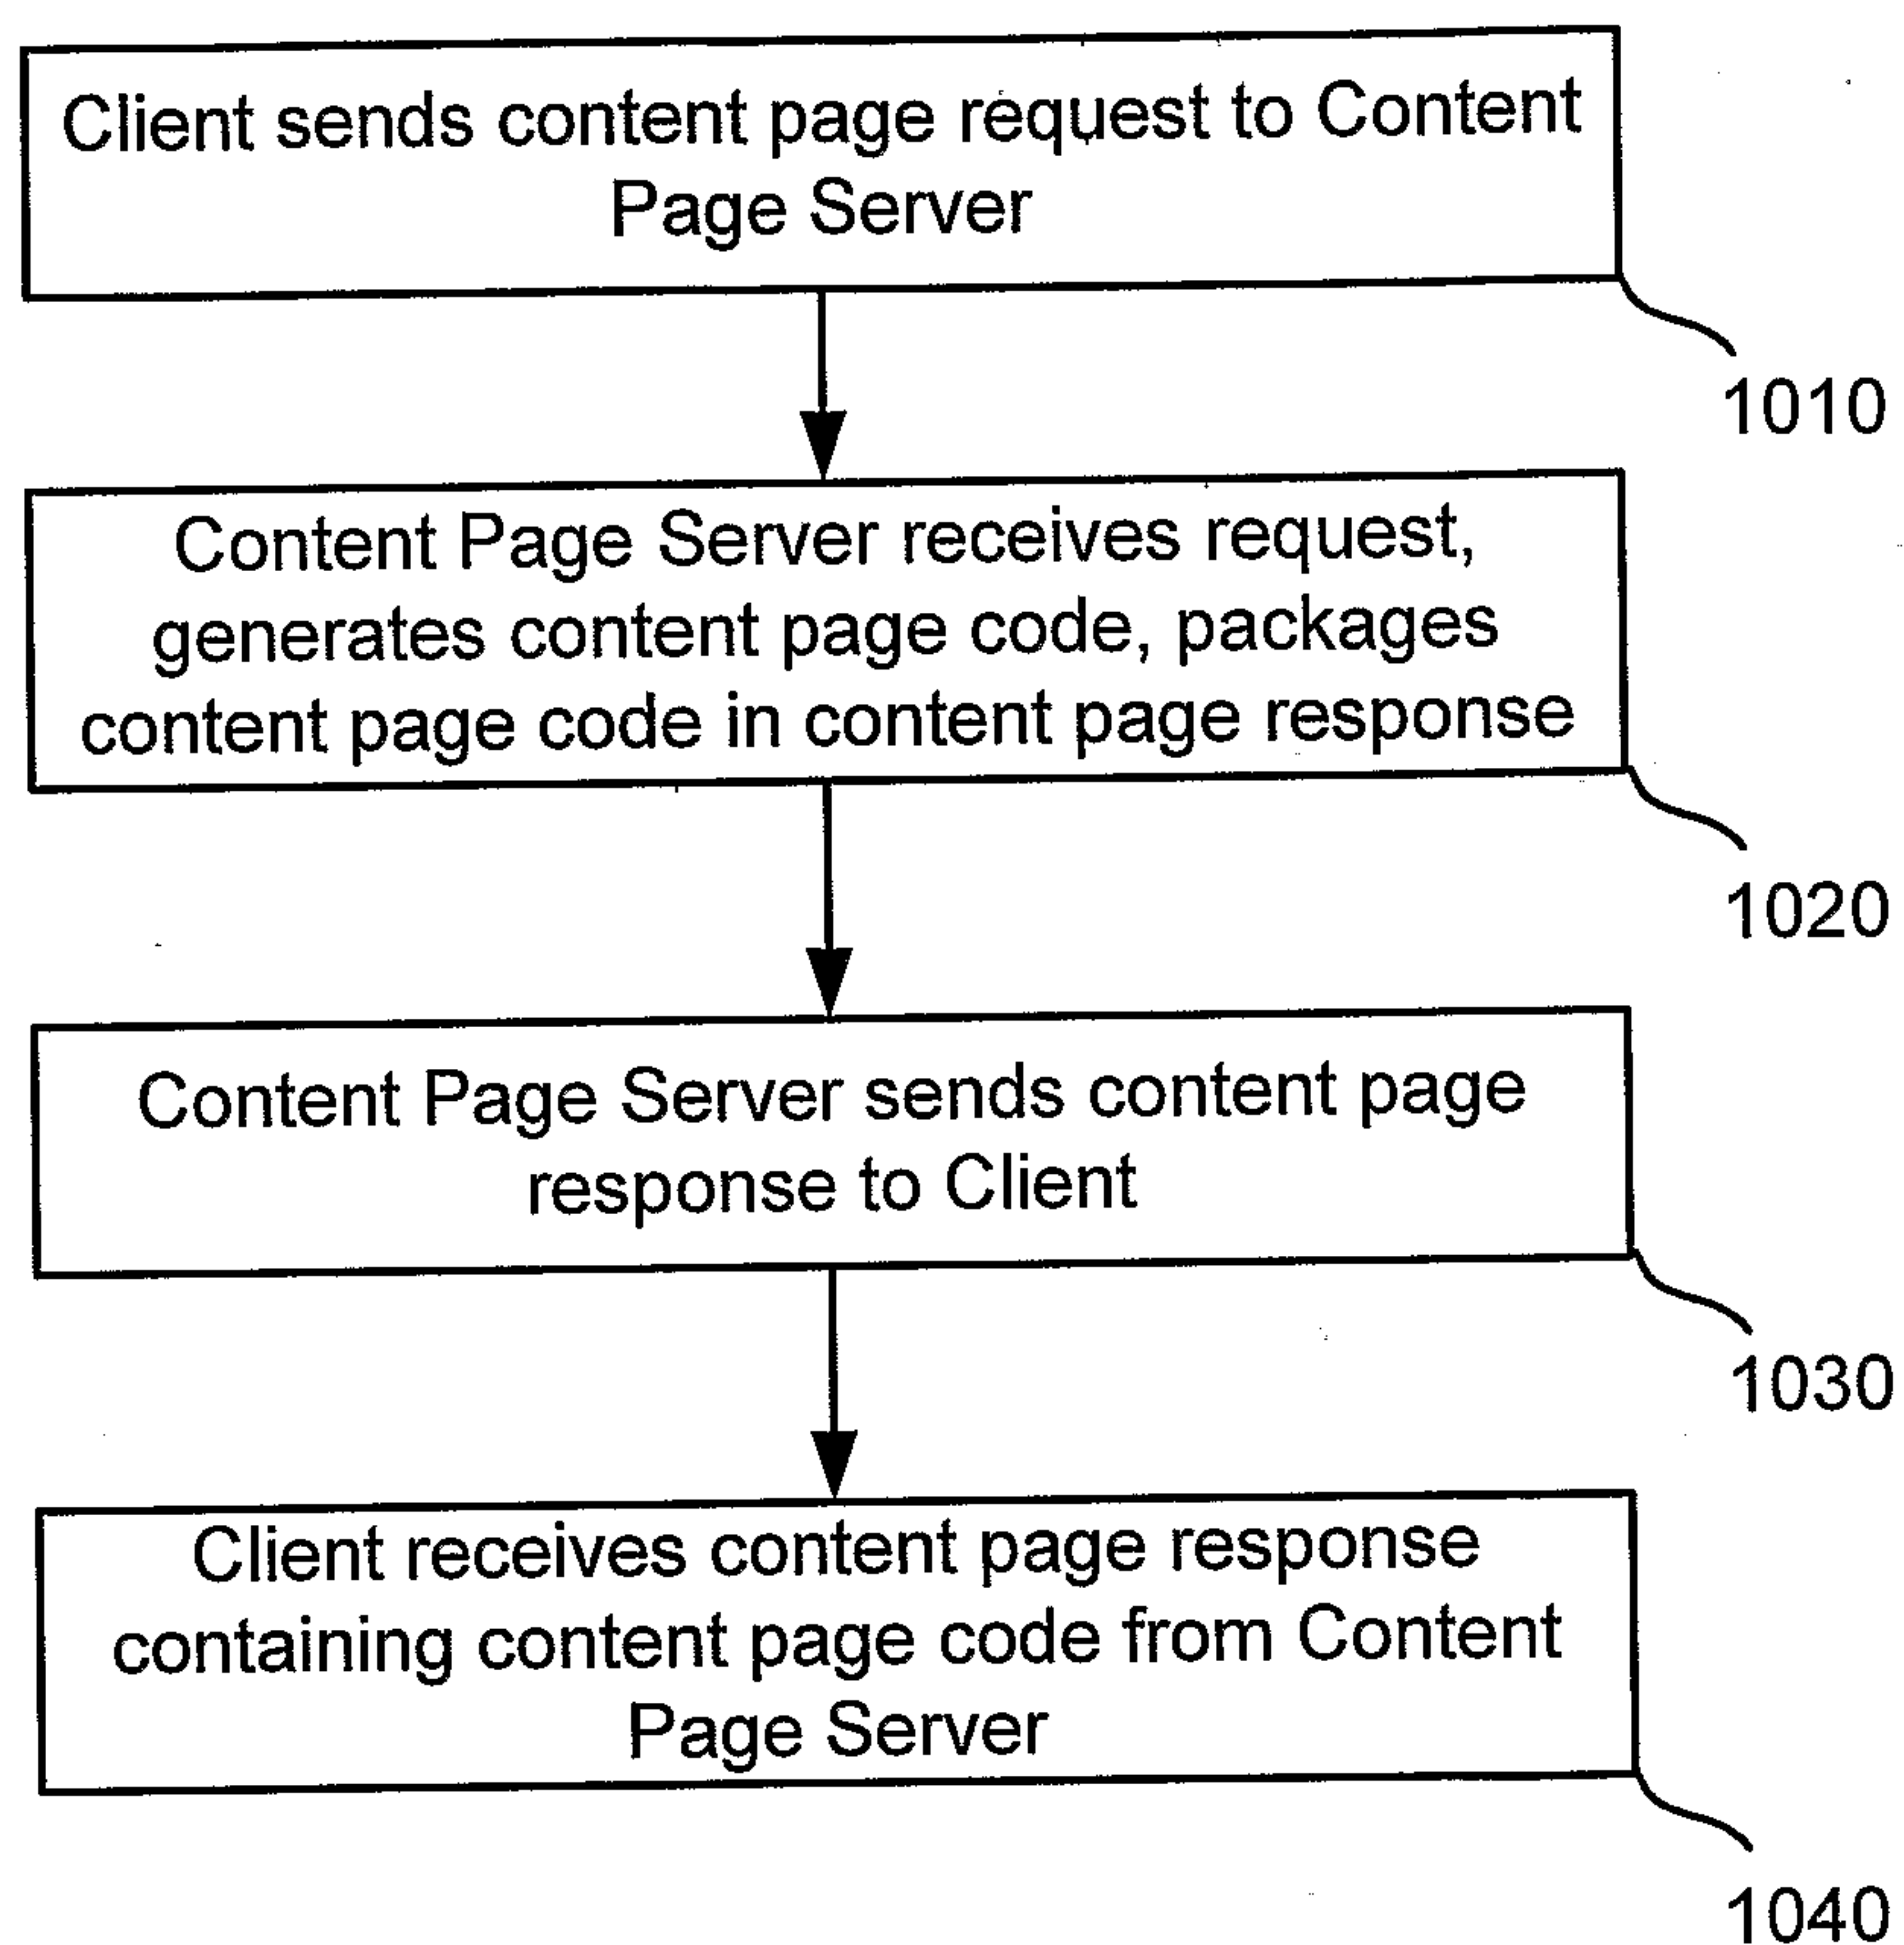 Client sends content page request to Content
Page Server
1010
Content Page Server receives request,
generates content page code, packages
content page code in content page response
1020
Content Page Server sends content page
response to Client
1030
Client receives content page response
containing content page code from Content
Page Server
1040